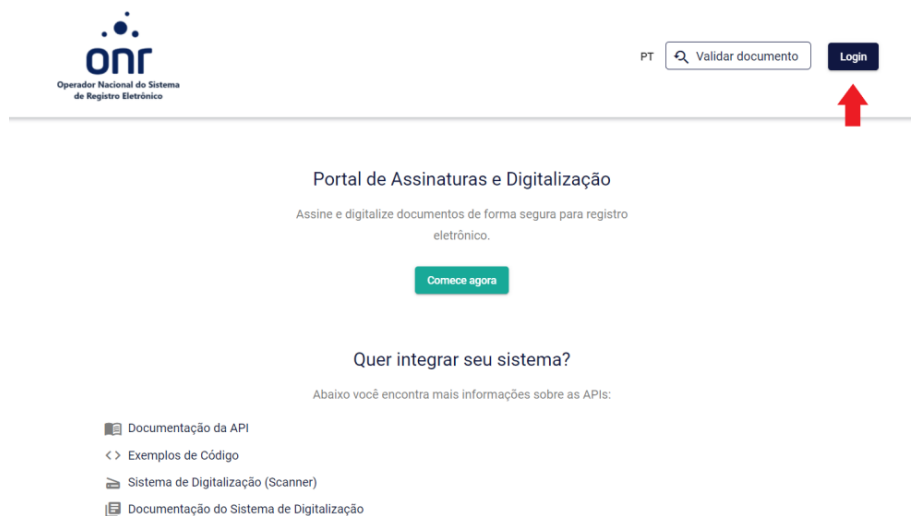 onr
Operador Nacional do Sistema
de Registro Eletrônico
PT
Validar documento
Login
Portal de Assinaturas e Digitalização
Assine e digitalize documentos de forma segura para registro
eletrônico.
Comece agora
Quer integrar seu sistema?
Abaixo você encontra mais informações sobre as APIs:
Documentação da API
Exemplos de Código
Sistema de Digitalização (Scanner)
Documentação do Sistema de Digitalização